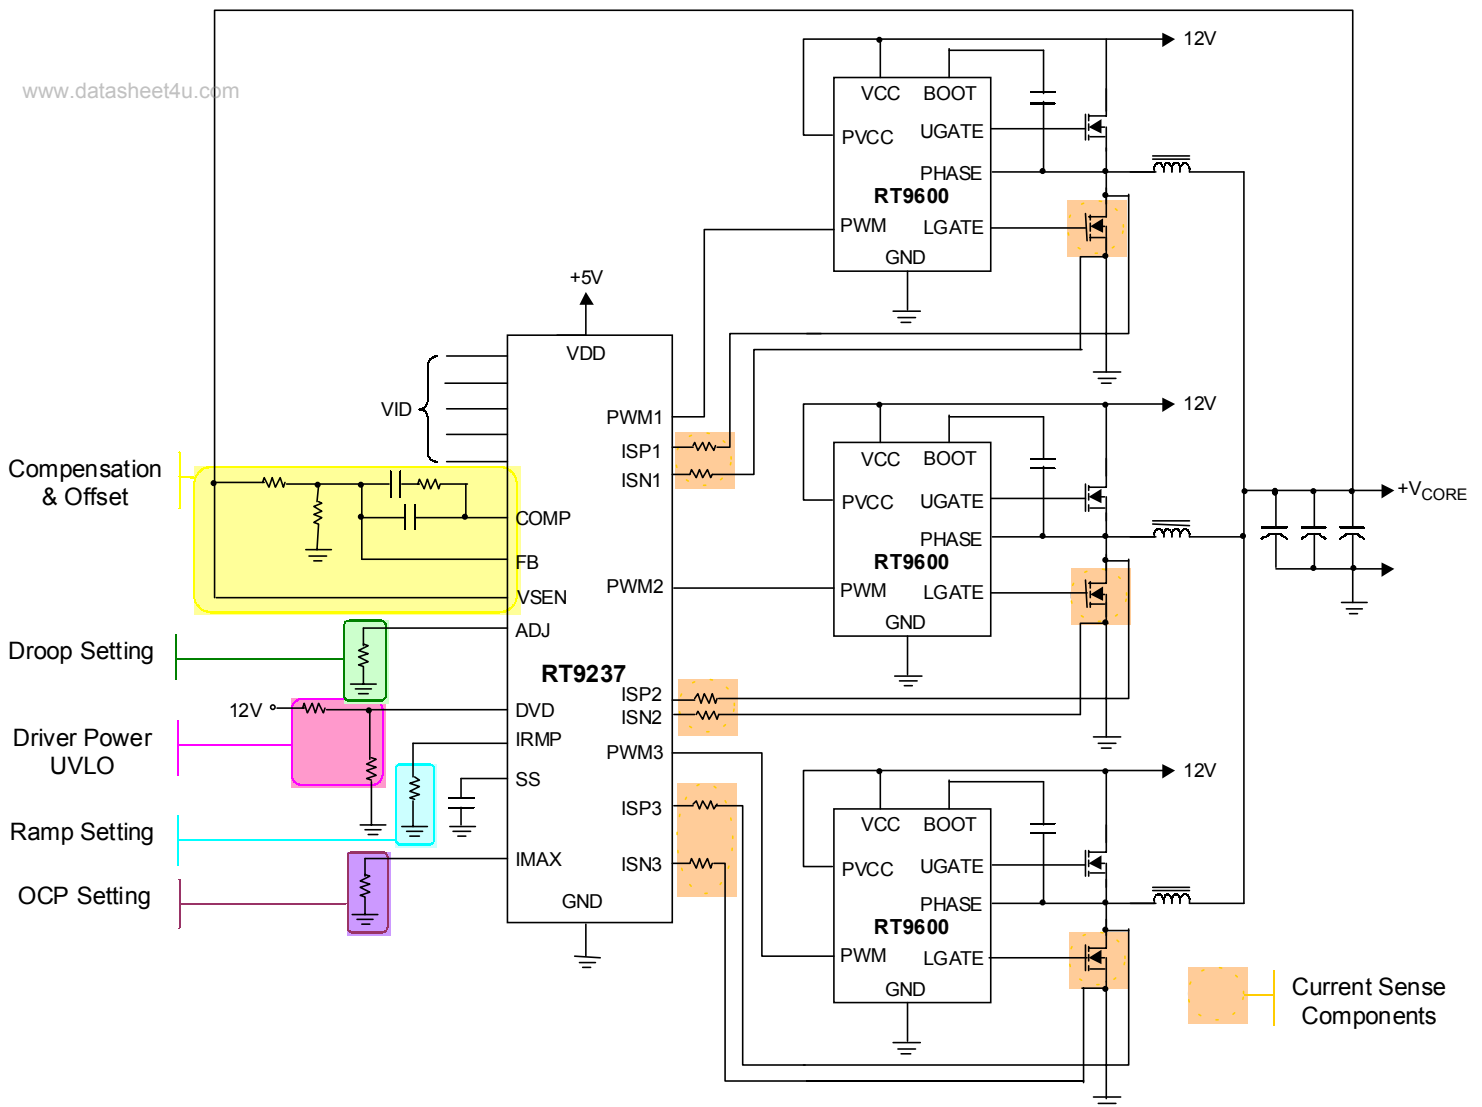 www.datasheet4u.com
12V
VCC BOOT
PVCC
UGATE
PHASE
RT9600
PWM
LGATE
GND
+5V
VDD
VID
PWM1
ISP1
ISN1
COMP
FB
VSEN
ADJ
PWM2
RT9237
ISP2
ISN2
DVD
IRMP
PWM3
SS
ISP3
IMAX
ISN3
GND
Compensation
& Offset
Droop Setting
12V
Driver Power
UVLO
Ramp Setting
OCP Setting
12V
VCC BOOT
PVCC
UGATE
PHASE
RT9600
PWM
LGATE
GND
+VCORE
12V
VCC BOOT
PVCC
UGATE
PHASE
RT9600
PWM
LGATE
GND
Current Sense
Components